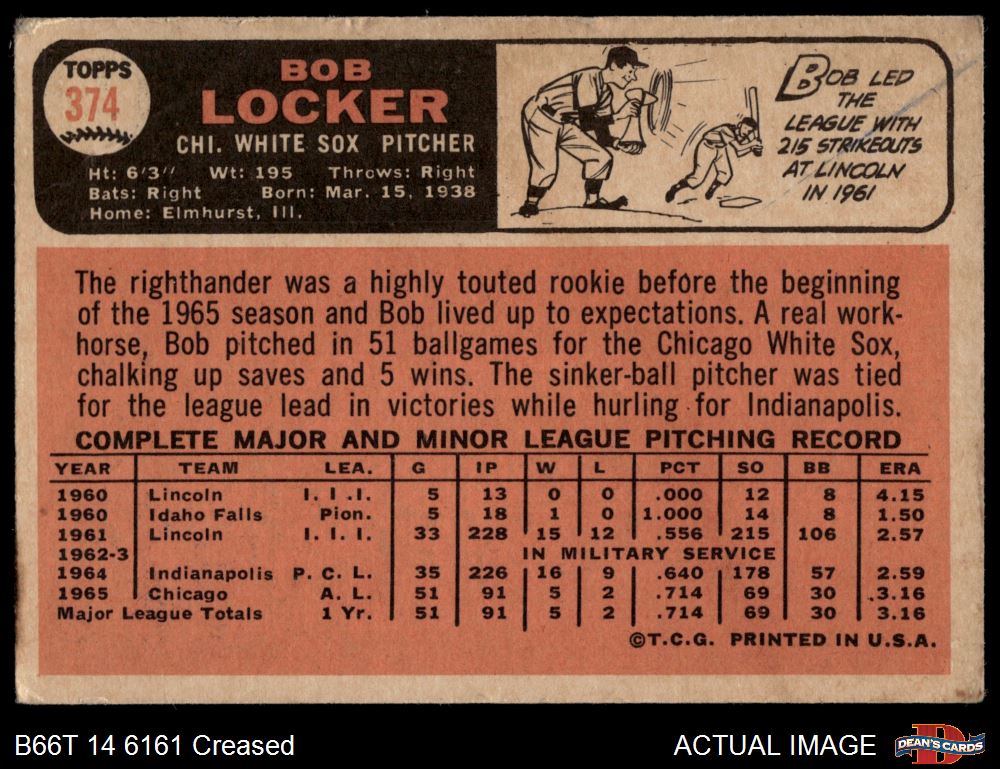 TOPPS
374
BOB
LOCKER
CHI. WHITE SOX PITCHER
Ht: 6'3" Wt: 195 Throws: Right
Bats: Right Born: Mar. 15, 1938
Home: Elmhurst, Ill.
BOB LED
THE
LEAGUE WITH
215 STRIKEOUTS
AT LINCOLN
IN 1961
The righthander was a highly touted rookie before the beginning
of the 1965 season and Bob lived up to expectations. A real work-
horse, Bob pitched in 51 ballgames for the Chicago White Sox,
chalking up saves and 5 wins. The sinker-ball pitcher was tied
for the league lead in victories while hurling for Indianapolis.
COMPLETE MAJOR AND MINOR LEAGUE PITCHING RECORD
YEAR TEAM LEA. G IP W L PCT SO BB ERA
1960 Lincoln I. I .I. 5 13 0 0 .000 12 8 4.15
1960 Idaho Falls Pion. 5 18 1 0 1.000 14 8 1.50
1961 Lincoln I. I. I. 33 228 15 12 .556 215 106 2.57
1962-3 IN MILITARY SERVICE
1964 Indianapolis P. C. L. 35 226 16 9 .640 178 57 2.59
1965 Chicago A. L. 51 91 5 2 .714 69 30 3.16
Major League Totals 1 Yr. 51 91 5 2 .714 69 30 3.16
©T.C.G. PRINTED IN U.S.A.
B66T 14 6161 Creased
ACTUAL IMAGE
D
DEAN'S CARDS